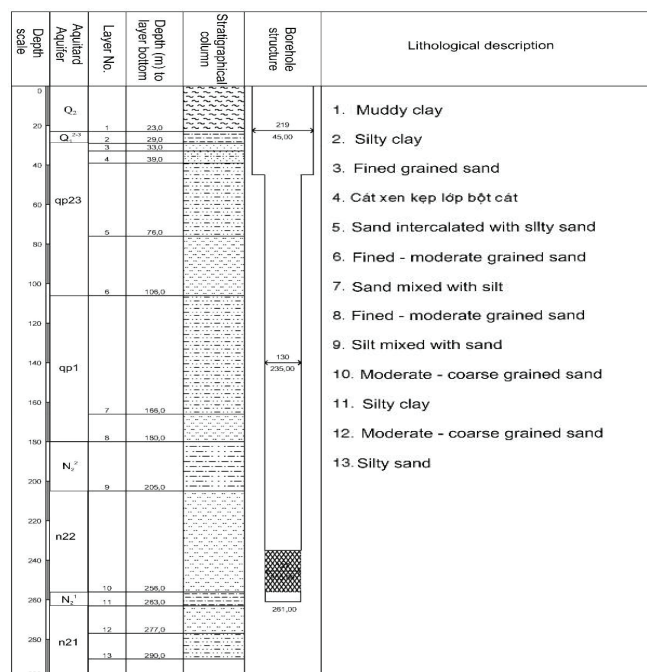 Depth scale
Aquitard Aquifer
Layer No.
Depth (m) to layer bottom
Stratigraphical column
Borehole structure
Lithological description
0
20
40
60
80
100
120
140
160
180
200
220
240
260
280
Q₂
Q₁²⁻³
qp23
qp1
N₂²
n22
N₂¹
n21
1 23,0
2 29,0
3 33,0
4 39,0
5 76,0
6 106,0
7 166,0
8 180,0
9 205,0
10 256,0
11 263,0
12 277,0
13 290,0
219
45,00
130
235,00
261,00
1. Muddy clay
2. Silty clay
3. Fined grained sand
4. Cát xen kẹp lớp bột cát
5. Sand intercalated with silty sand
6. Fined - moderate grained sand
7. Sand mixed with silt
8. Fined - moderate grained sand
9. Silt mixed with sand
10. Moderate - coarse grained sand
11. Silty clay
12. Moderate - coarse grained sand
13. Silty sand